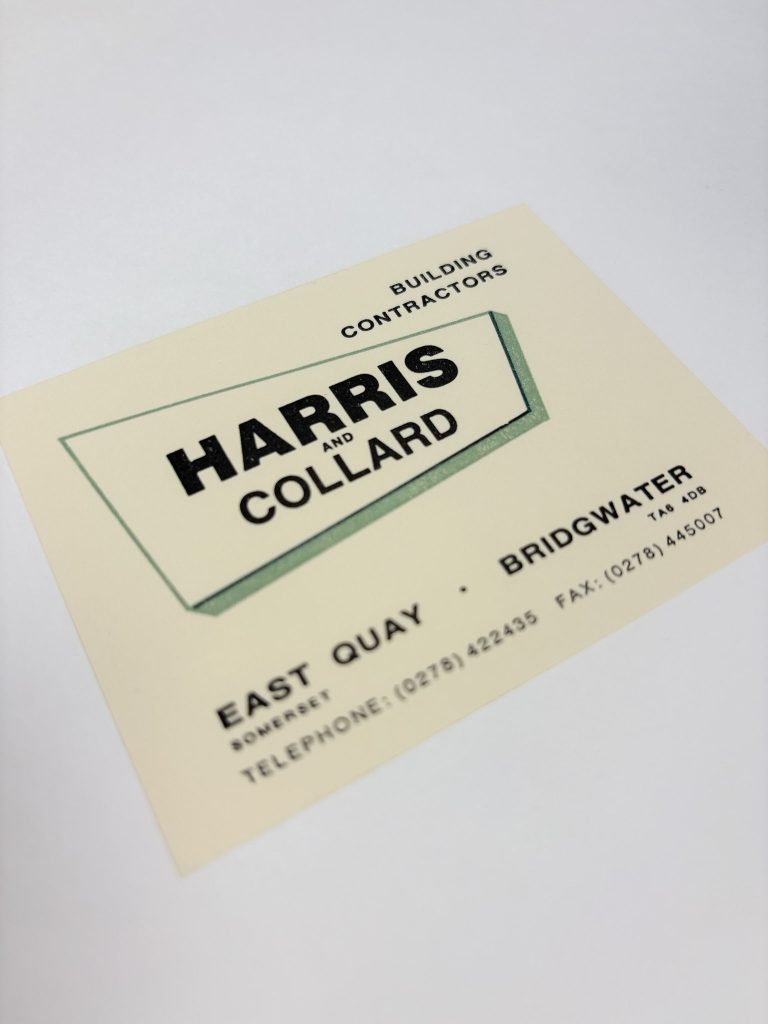 BUILDING
CONTRACTORS
HARRIS
AND
COLLARD
EAST QUAY · BRIDGWATER
SOMERSET TA6 4DB
TELEPHONE: (0278) 422435 FAX: (0278) 445007